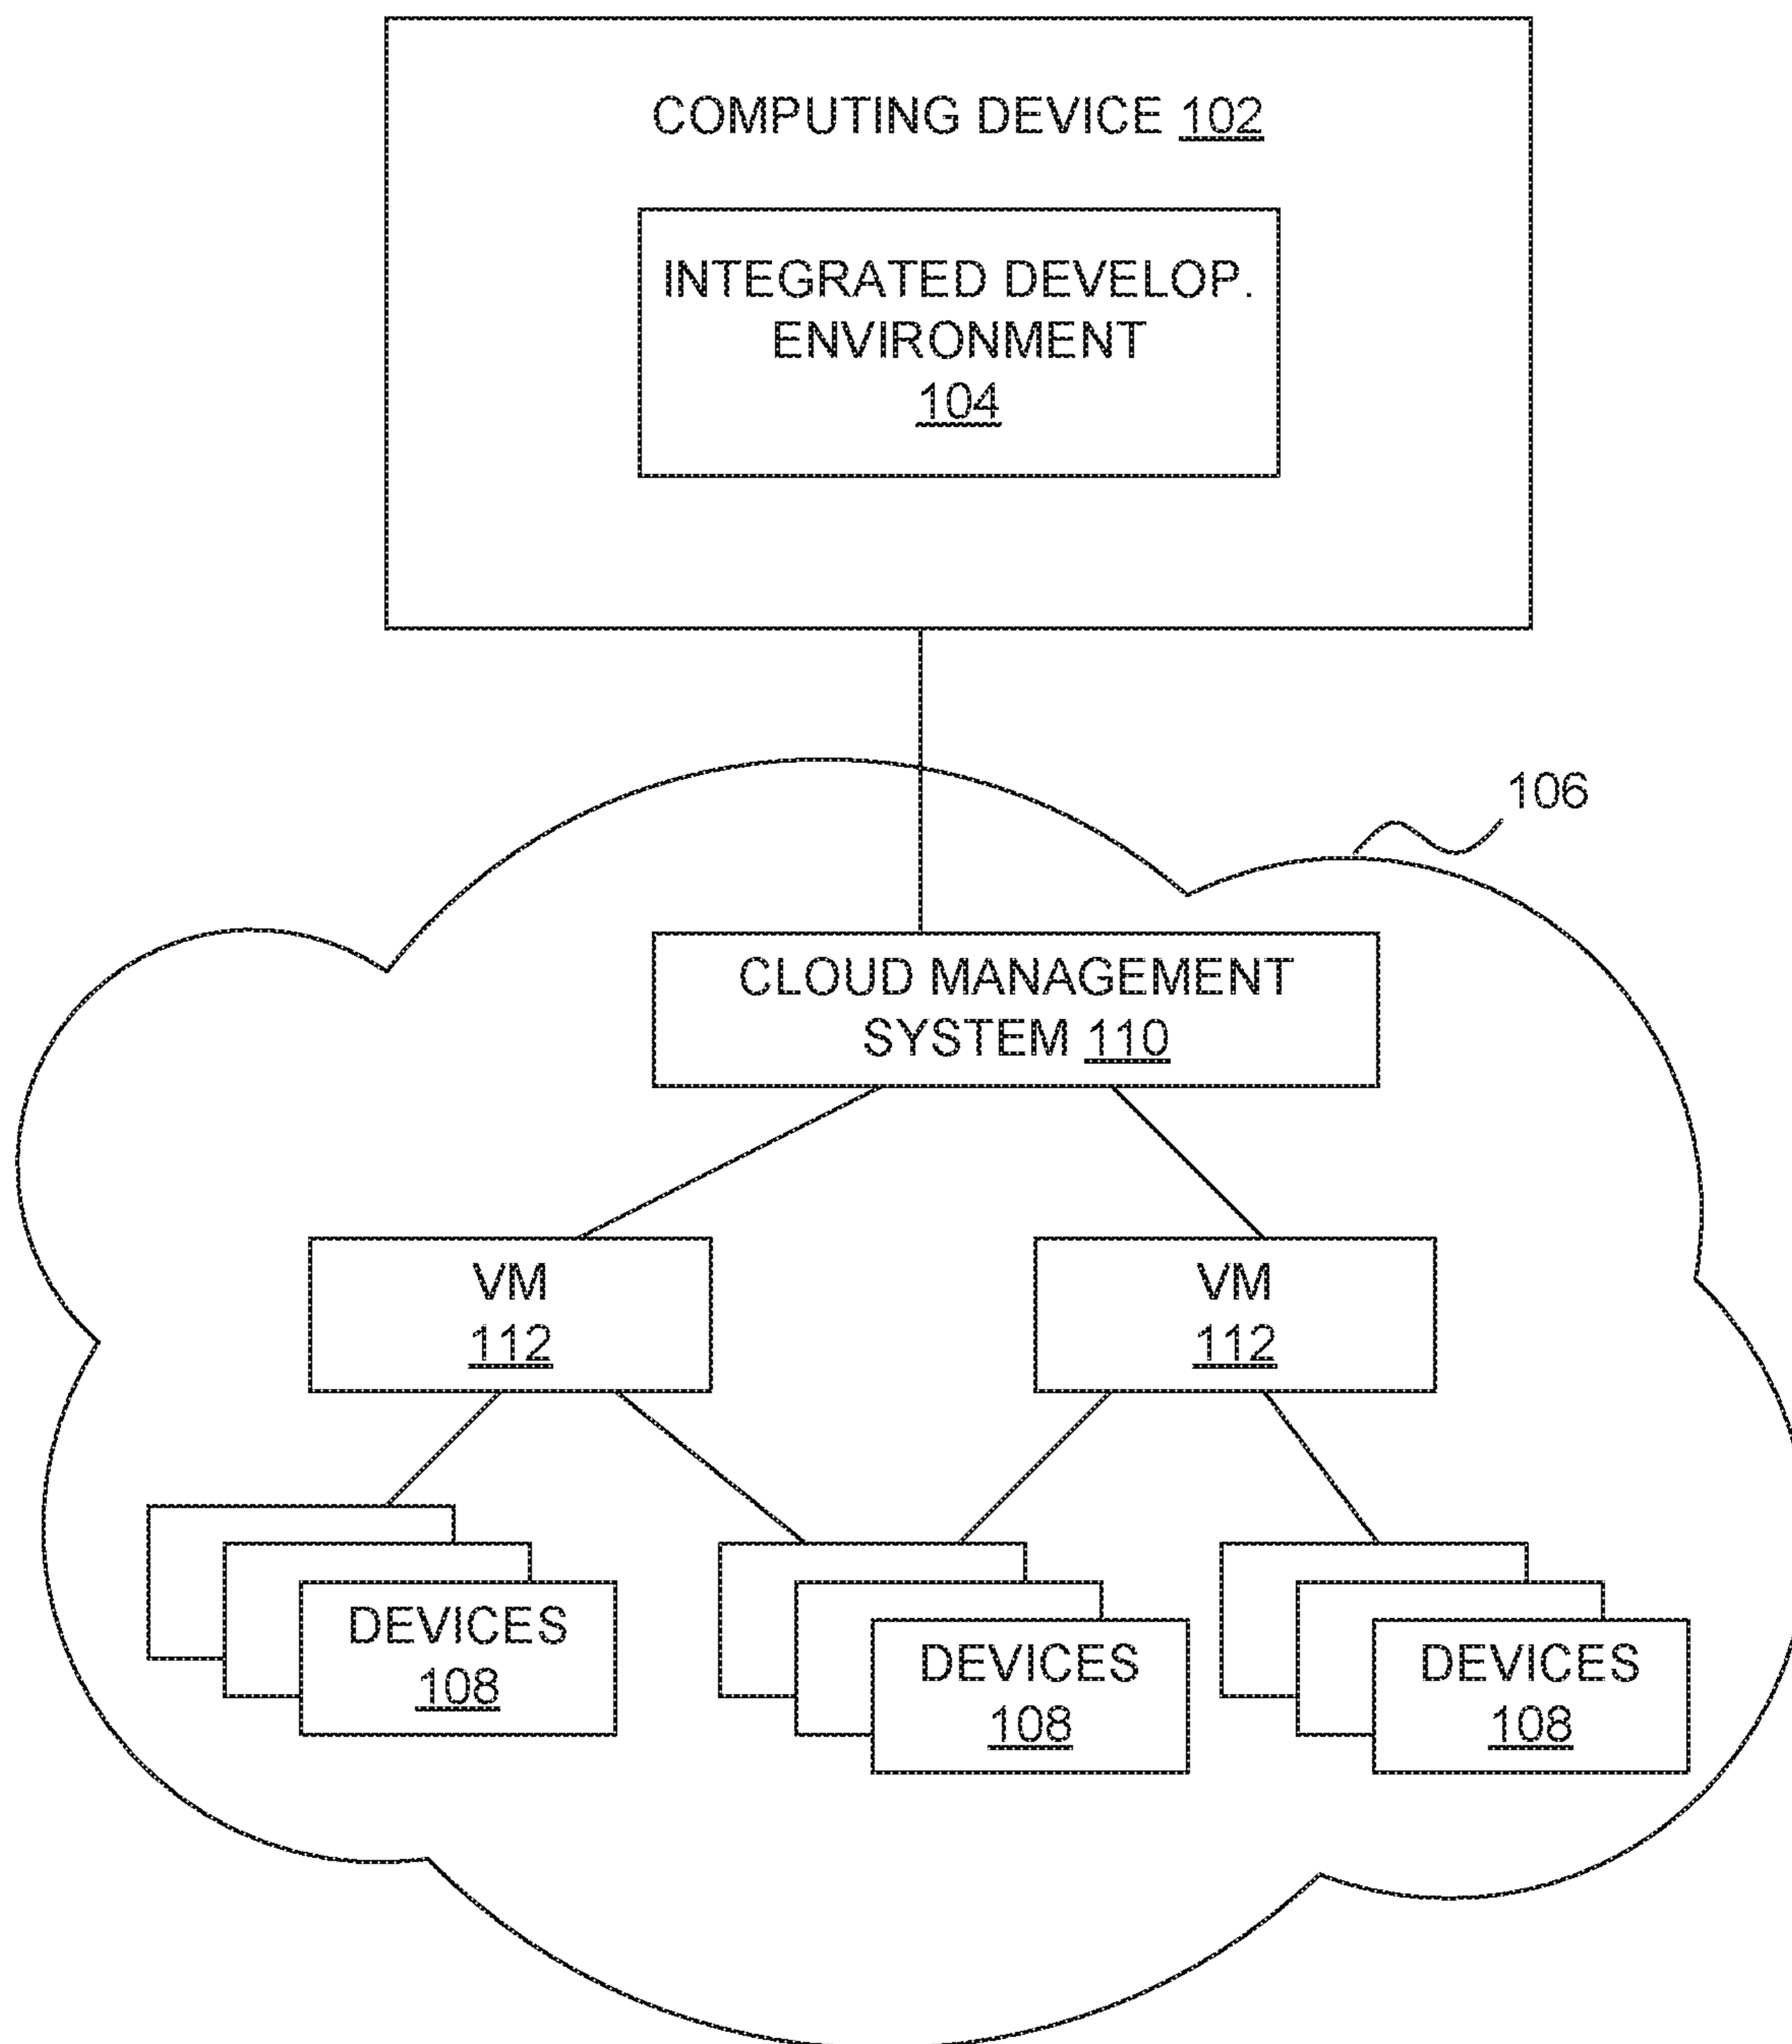 COMPUTING DEVICE 102
INTEGRATED DEVELOP.
ENVIRONMENT
104
106
CLOUD MANAGEMENT
SYSTEM 110
VM
112
VM
112
DEVICES
108
DEVICES
108
DEVICES
108